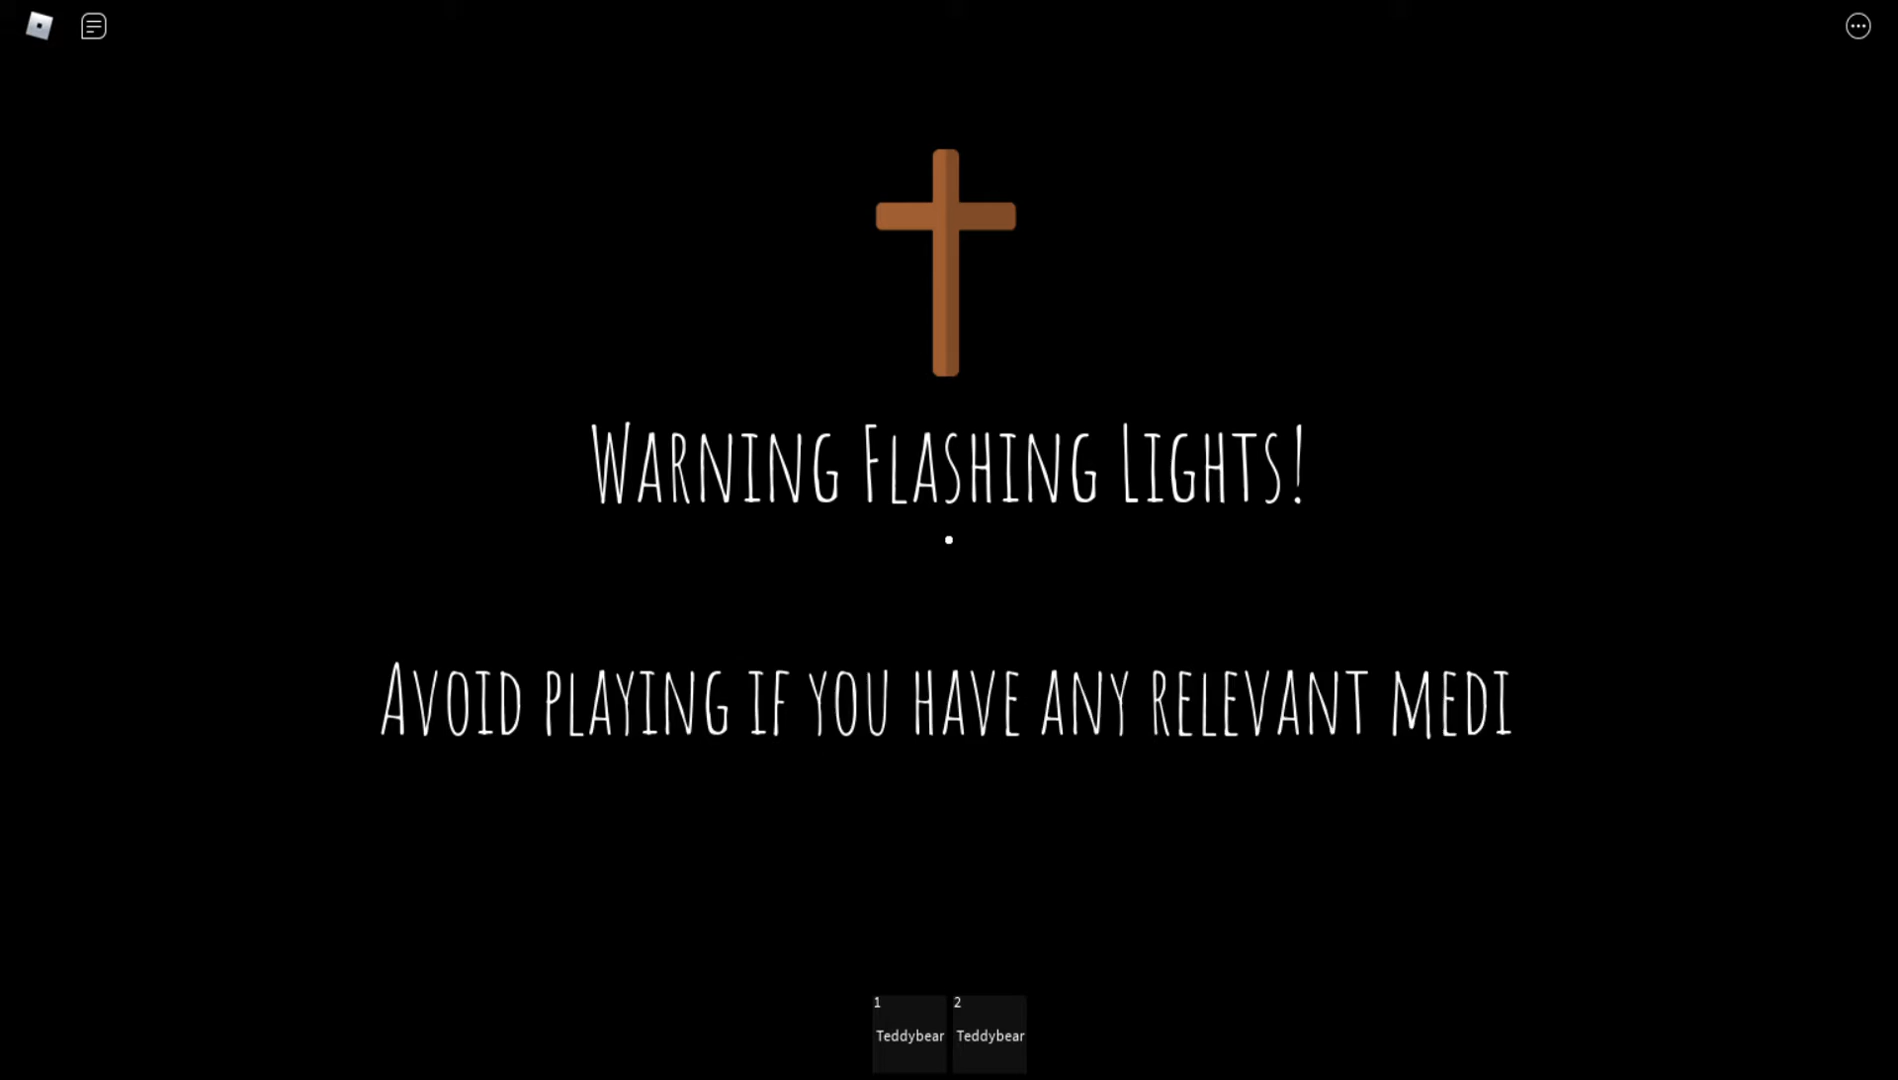 Warning Flashing Lights!
Avoid playing if you have any relevant medi
1
2
Teddybear
Teddybear